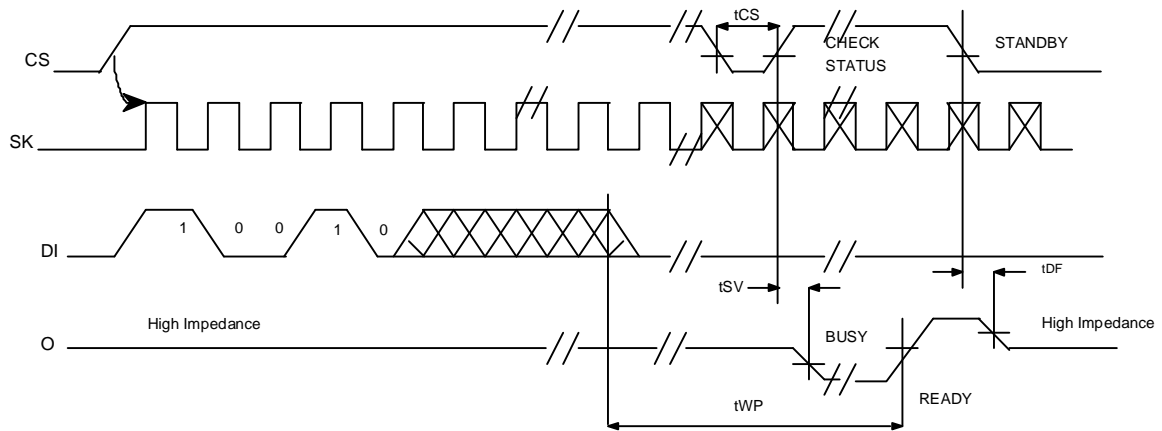 tCS
CS
CHECK
STATUS
STANDBY
SK
1 0 0 1 0
DI
tSV
tDF
High Impedance
High Impedance
O
BUSY
READY
tWP